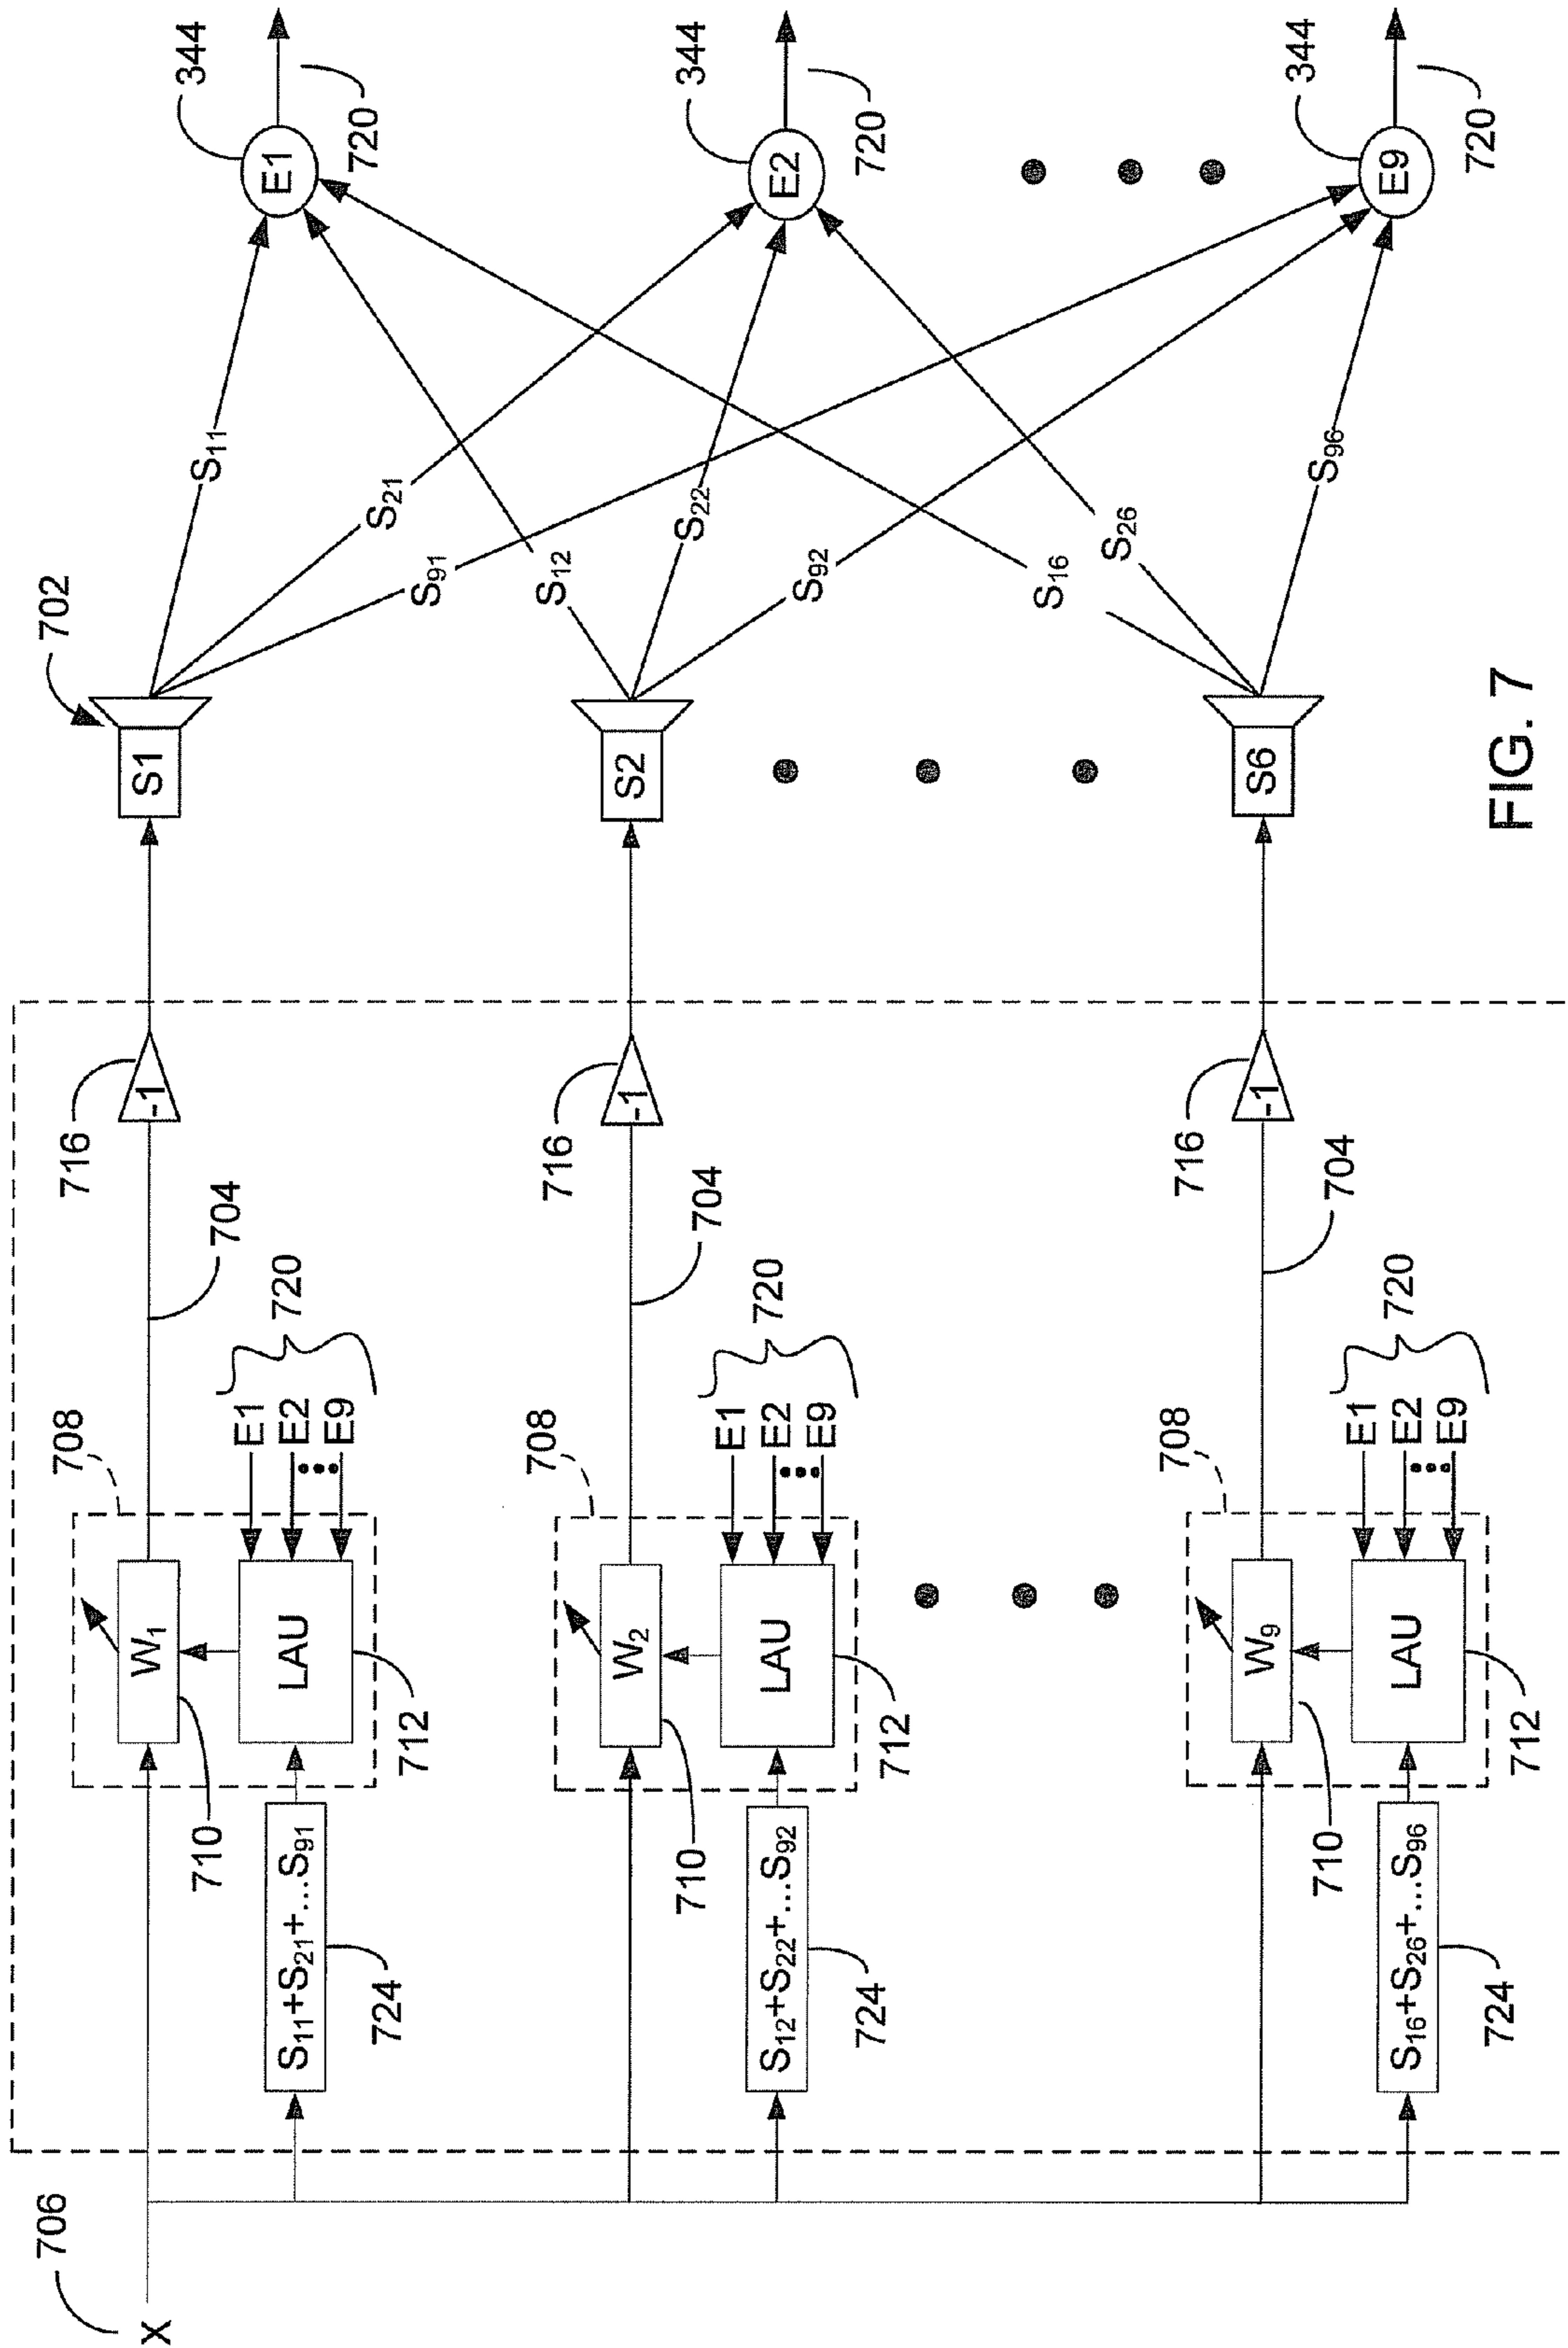 706
X
708
W₁
710
LAU
712
E1
E2
E9
720
S₁₁+S₂₁+...S₉₁
724
704
716
-1
702
S1
S₁₁
S₂₁
S₉₁
344
E1
720
708
W₂
710
LAU
712
E1
E2
E9
720
S₁₂+S₂₂+...S₉₂
724
704
716
-1
S2
S₁₂
S₂₂
S₉₂
344
E2
720
708
W₉
710
LAU
712
E1
E2
E9
720
S₁₆+S₂₆+...S₉₆
724
704
716
-1
S6
S₁₆
S₂₆
S₉₆
344
E9
720
FIG. 7